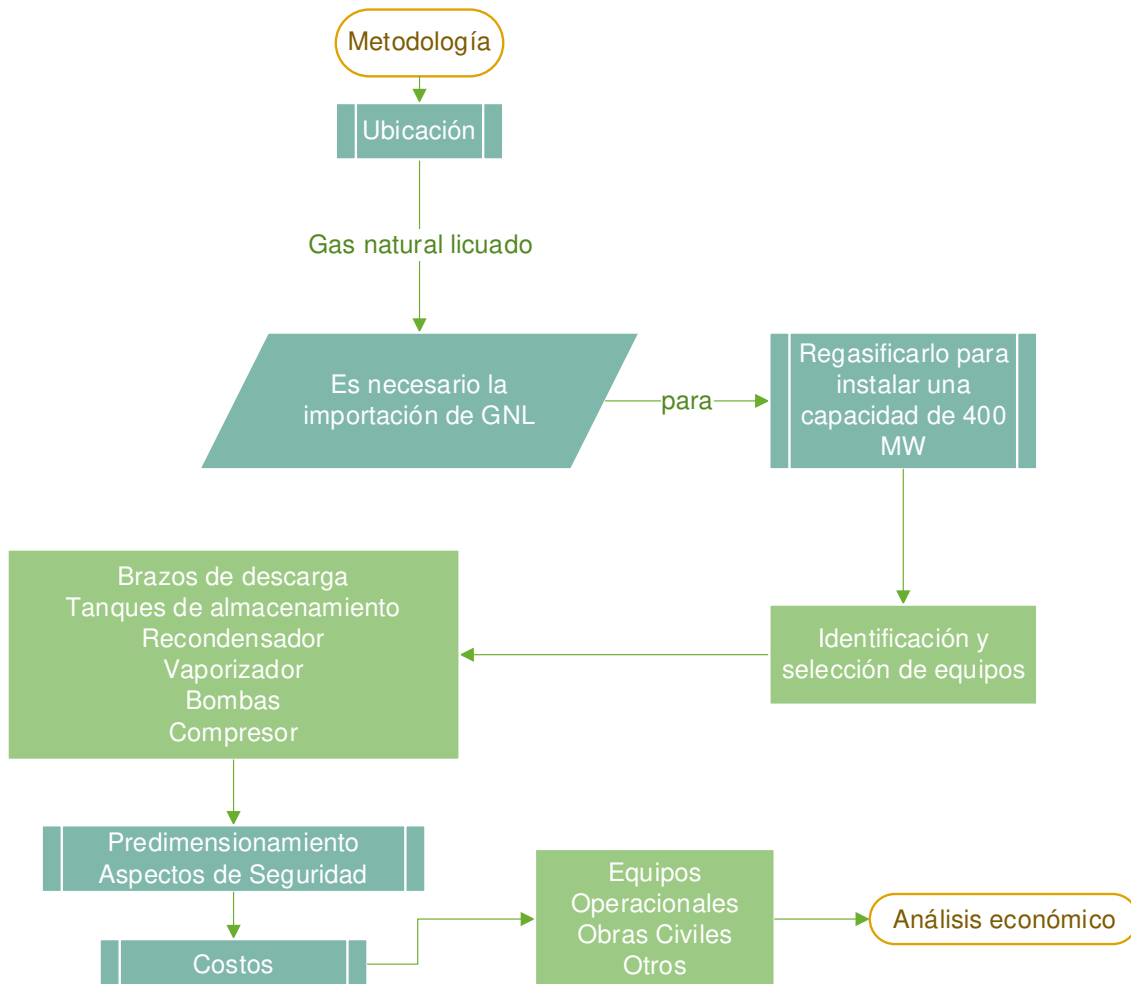 Metodología
Ubicación
Gas natural licuado
Es necesario la
importación de GNL
para
Regasificarlo para
instalar una
capacidad de 400
MW
Identificación y
selección de equipos
Brazos de descarga
Tanques de almacenamiento
Recondensador
Vaporizador
Bombas
Compresor
Predimensionamiento
Aspectos de Seguridad
Costos
Equipos
Operacionales
Obras Civiles
Otros
Análisis económico